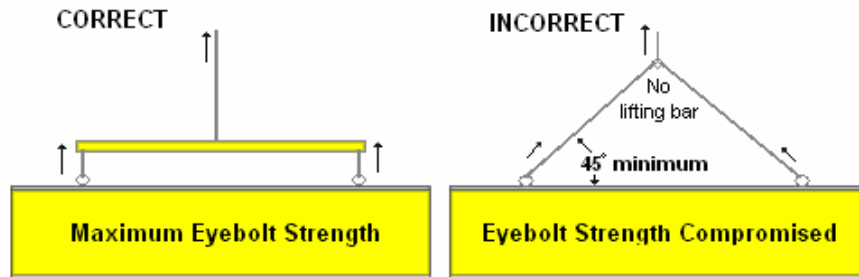 CORRECT
Maximum Eyebolt Strength
INCORRECT
No
lifting bar
45° minimum
Eyebolt Strength Compromised